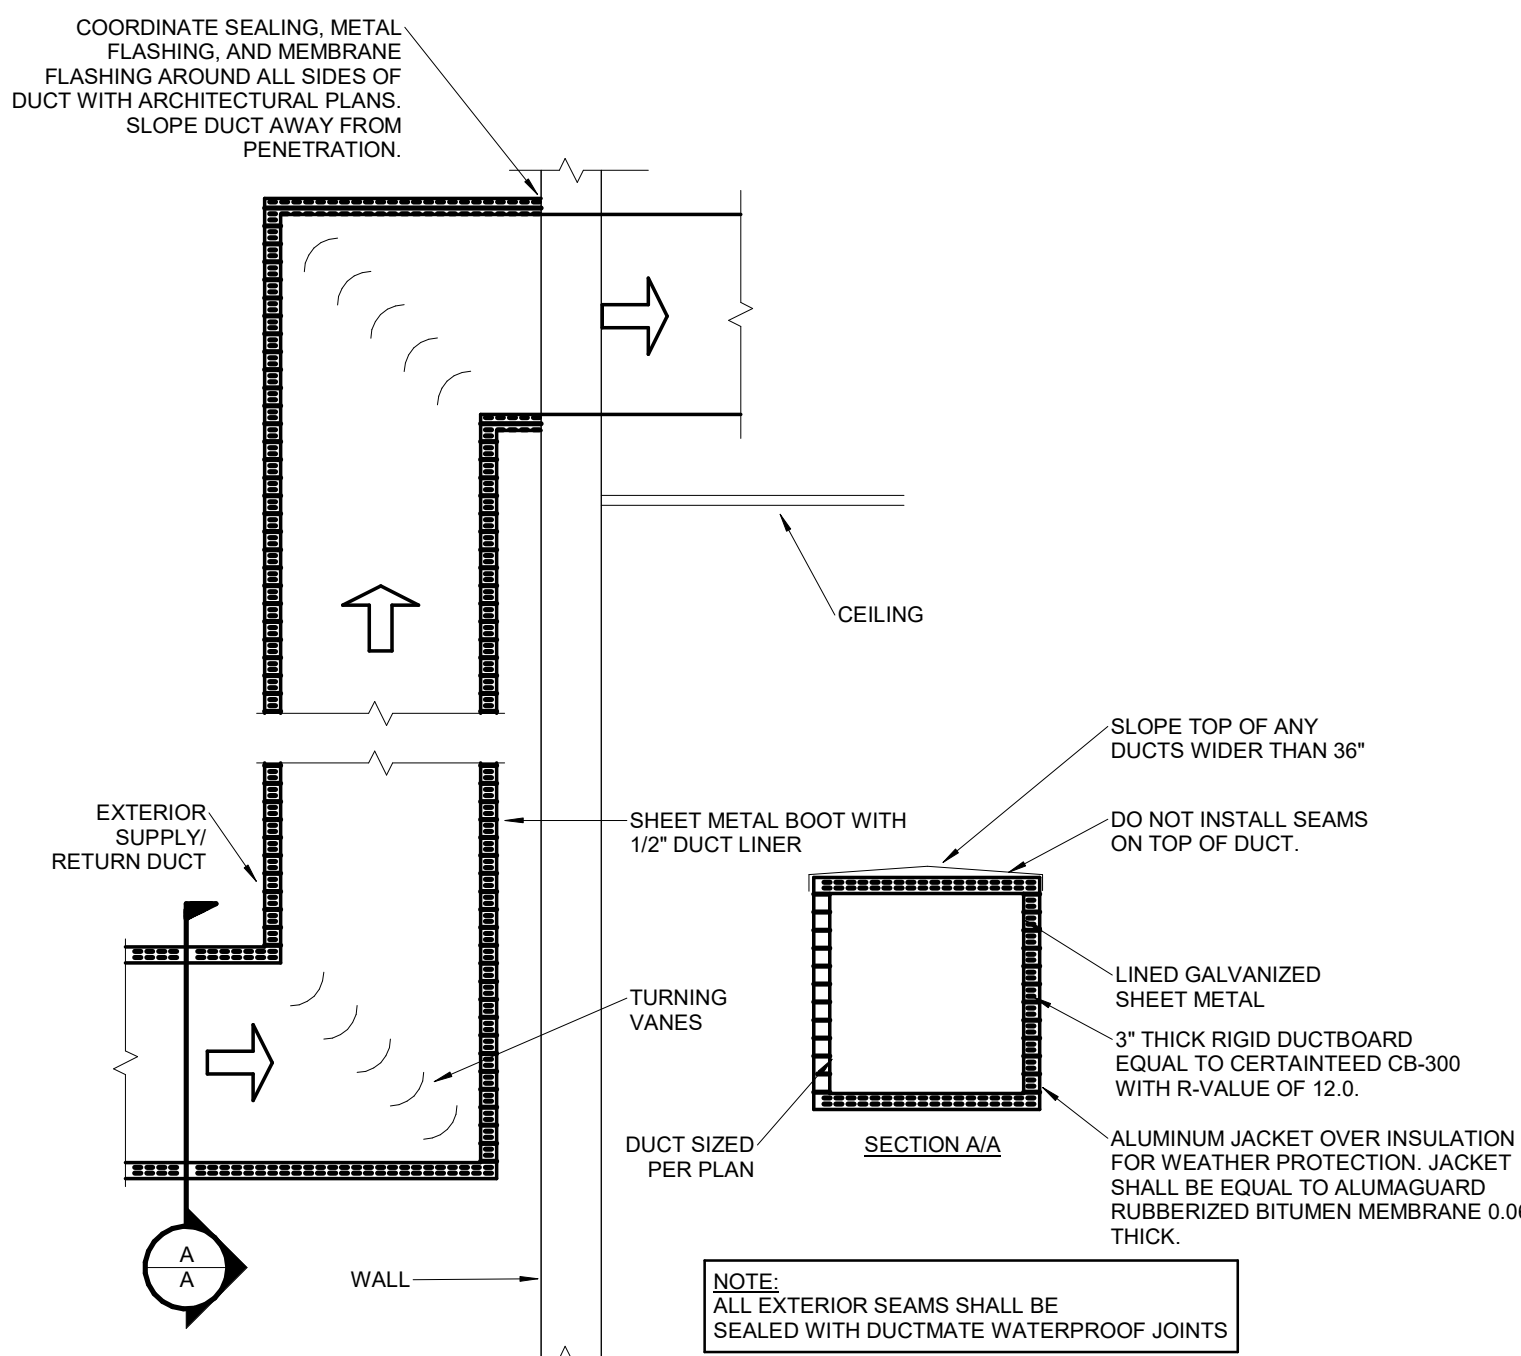 COORDINATE SEALING, METAL
FLASHING, AND MEMBRANE
FLASHING AROUND ALL SIDES OF
DUCT WITH ARCHITECTURAL PLANS.
SLOPE DUCT AWAY FROM
PENETRATION.
CEILING
SLOPE TOP OF ANY
DUCTS WIDER THAN 36"
EXTERIOR
SUPPLY/
RETURN DUCT
SHEET METAL BOOT WITH
1/2" DUCT LINER
DO NOT INSTALL SEAMS
ON TOP OF DUCT.
TURNING
VANES
LINED GALVANIZED
SHEET METAL
3" THICK RIGID DUCTBOARD
EQUAL TO CERTAINTEED CB-300
WITH R-VALUE OF 12.0.
DUCT SIZED
PER PLAN
SECTION A/A
ALUMINUM JACKET OVER INSULATION
FOR WEATHER PROTECTION. JACKET
SHALL BE EQUAL TO ALUMAGUARD
RUBBERIZED BITUMEN MEMBRANE
THICK.
A
A
WALL
NOTE:
ALL EXTERIOR SEAMS SHALL BE
SEALED WITH DUCTMATE WATERPROOF JOINTS